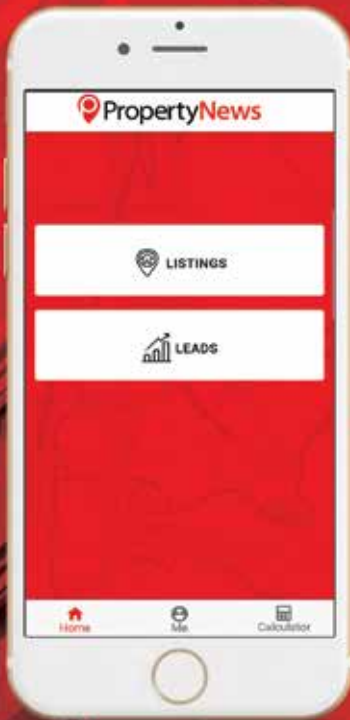 PropertyNews
LISTINGS
LEADS
Home
Me
Calculator